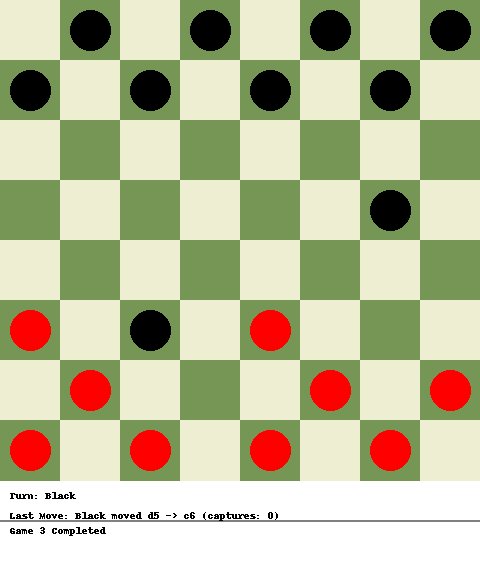 Turn: Black
Last Move: Black moved d5 -> c6 (captures: 0)
Game 3 Completed